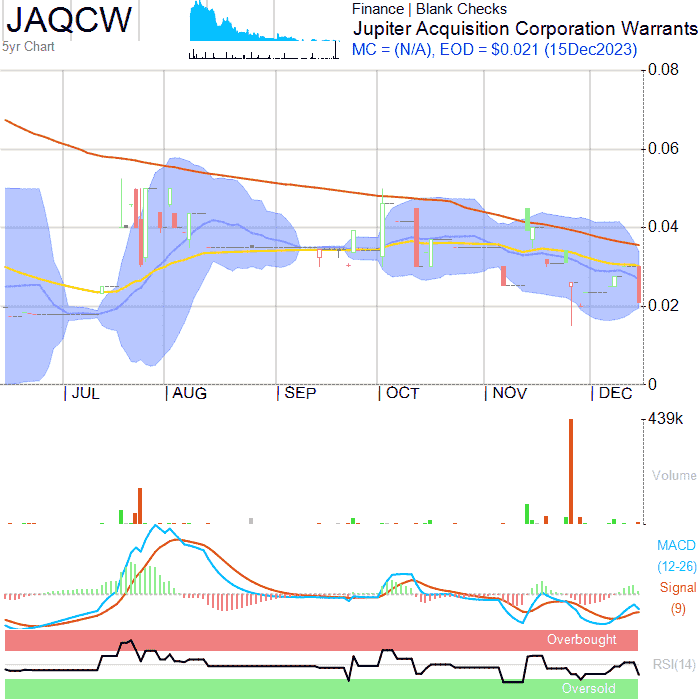 JAQCW
5yr Chart
Finance | Blank Checks
Jupiter Acquisition Corporation Warrants
MC = (N/A), EOD = $0.021 (15Dec2023)
0.08
0.06
0.04
0.02
0
JUL
AUG
SEP
OCT
NOV
DEC
439k
Volume
MACD
(12-26)
Signal
(9)
Overbought
RSI(14)
Oversold